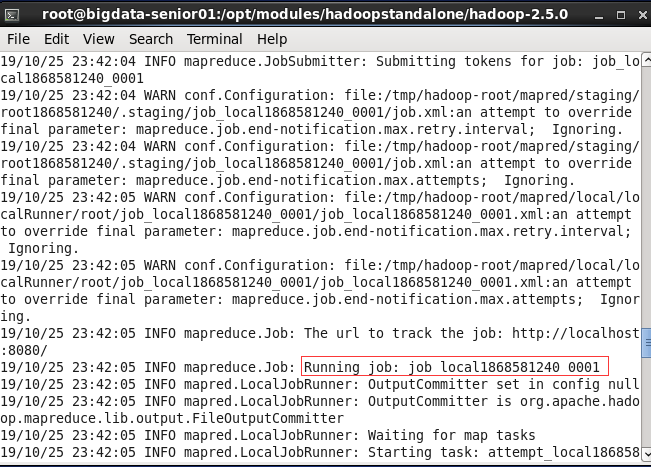 root@bigdata-senior01:/opt/modules/hadoopstandalone/hadoop-2.5.0
File Edit View Search Terminal Help
19/10/25 23:42:04 INFO mapreduce.JobSubmitter: Submitting tokens for job: job_lo
cal1868581240_0001
19/10/25 23:42:04 WARN conf.Configuration: file:/tmp/hadoop-root/mapred/staging/
root1868581240/.staging/job_local1868581240_0001/job.xml:an attempt to override
final parameter: mapreduce.job.end-notification.max.retry.interval;  Ignoring.
19/10/25 23:42:04 WARN conf.Configuration: file:/tmp/hadoop-root/mapred/staging/
root1868581240/.staging/job_local1868581240_0001/job.xml:an attempt to override
final parameter: mapreduce.job.end-notification.max.attempts;  Ignoring.
19/10/25 23:42:05 WARN conf.Configuration: file:/tmp/hadoop-root/mapred/local/lo
calRunner/root/job_local1868581240_0001/job_local1868581240_0001.xml:an attempt
to override final parameter: mapreduce.job.end-notification.max.retry.interval;
 Ignoring.
19/10/25 23:42:05 WARN conf.Configuration: file:/tmp/hadoop-root/mapred/local/lo
calRunner/root/job_local1868581240_0001/job_local1868581240_0001.xml:an attempt
to override final parameter: mapreduce.job.end-notification.max.attempts;  Ignor
ing.
19/10/25 23:42:05 INFO mapreduce.Job: The url to track the job: http://localhost
:8080/
19/10/25 23:42:05 INFO mapreduce.Job: Running job: job_local1868581240_0001
19/10/25 23:42:05 INFO mapred.LocalJobRunner: OutputCommitter set in config null
19/10/25 23:42:05 INFO mapred.LocalJobRunner: OutputCommitter is org.apache.hado
op.mapreduce.lib.output.FileOutputCommitter
19/10/25 23:42:05 INFO mapred.LocalJobRunner: Waiting for map tasks
19/10/25 23:42:05 INFO mapred.LocalJobRunner: Starting task: attempt_local186858